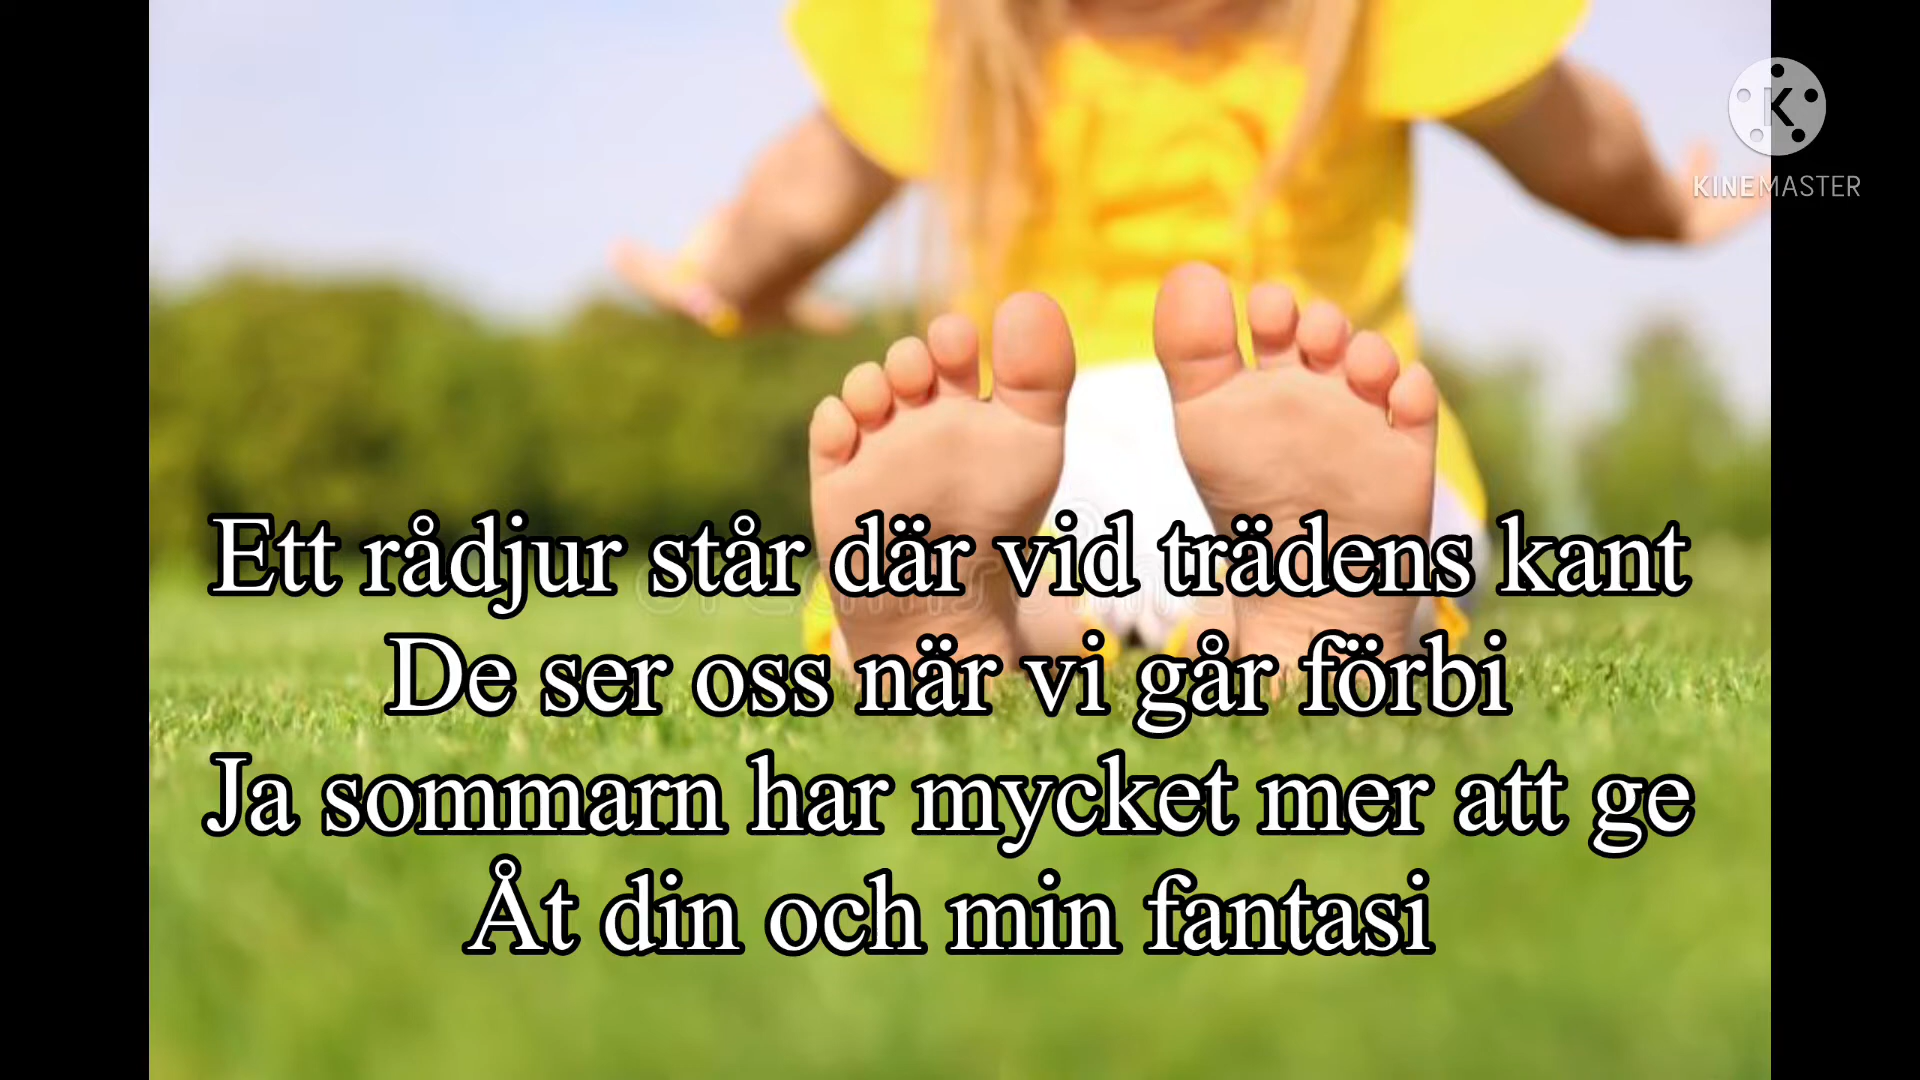 KINEMASTER
Ett rådjur står där vid trädens kant
De ser oss när vi går förbi
Ja sommarn har mycket mer att ge
Åt din och min fantasi